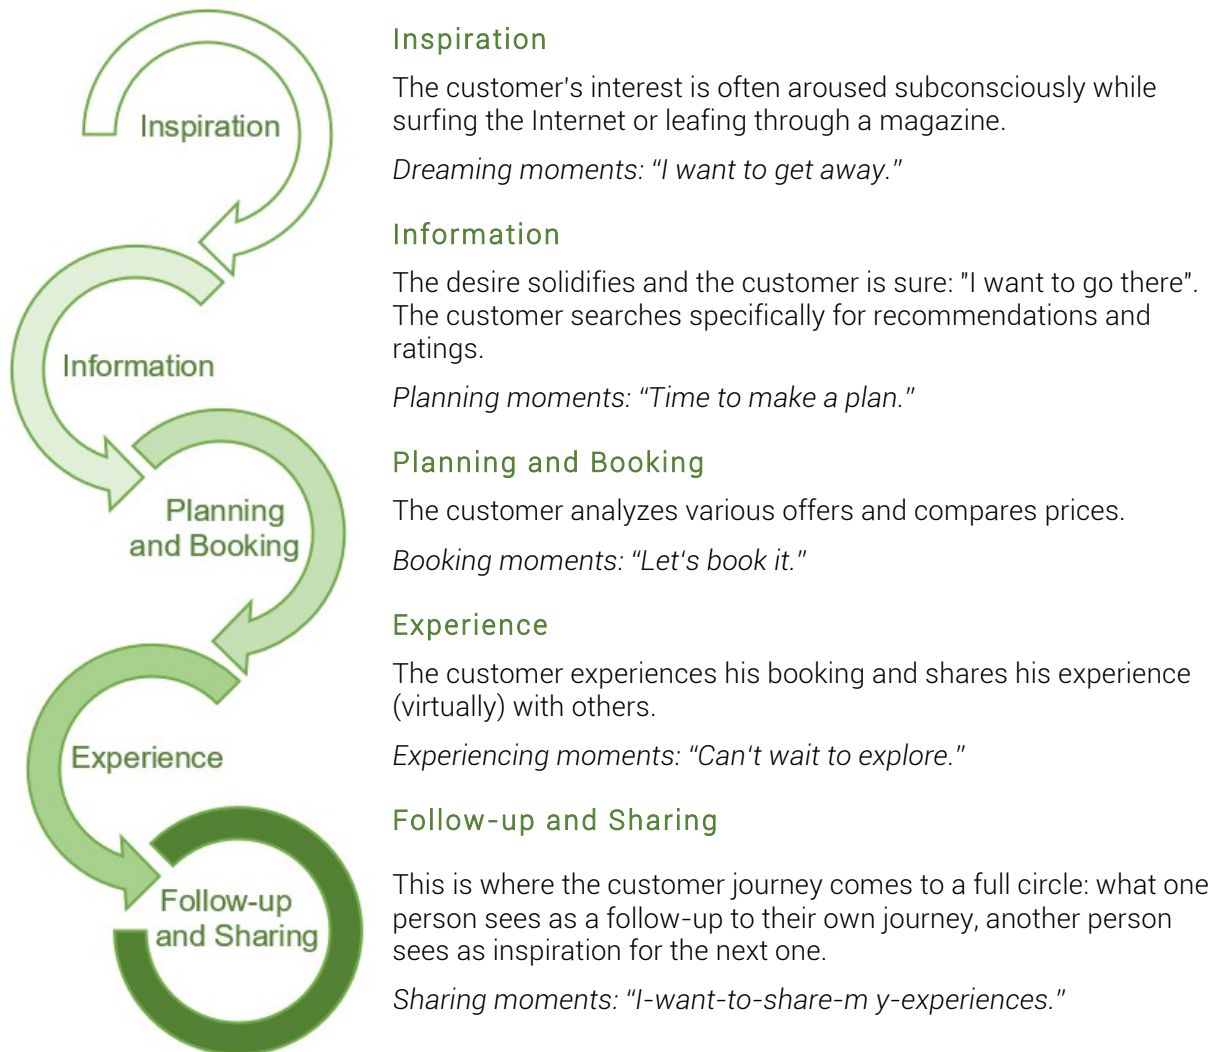 Inspiration
Inspiration
The customer's interest is often aroused subconsciously while
surfing the Internet or leafing through a magazine.
Dreaming moments: “I want to get away.”
Information
Information
The desire solidifies and the customer is sure: "I want to go there".
The customer searches specifically for recommendations and
ratings.
Planning moments: “Time to make a plan.”
Planning
and Booking
Planning and Booking
The customer analyzes various offers and compares prices.
Booking moments: “Let‘s book it.”
Experience
Experience
The customer experiences his booking and shares his experience
(virtually) with others.
Experiencing moments: “Can‘t wait to explore.”
Follow-up
and Sharing
Follow-up and Sharing
This is where the customer journey comes to a full circle: what one
person sees as a follow-up to their own journey, another person
sees as inspiration for the next one.
Sharing moments: “I-want-to-share-m y-experiences.”